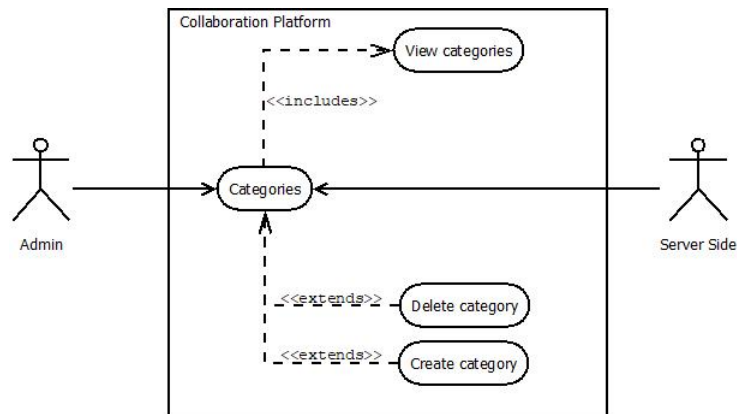 Collaboration Platform
View categories
<<includes>>
Categories
Admin
Server Side
<<extends>>
Delete category
<<extends>>
Create category